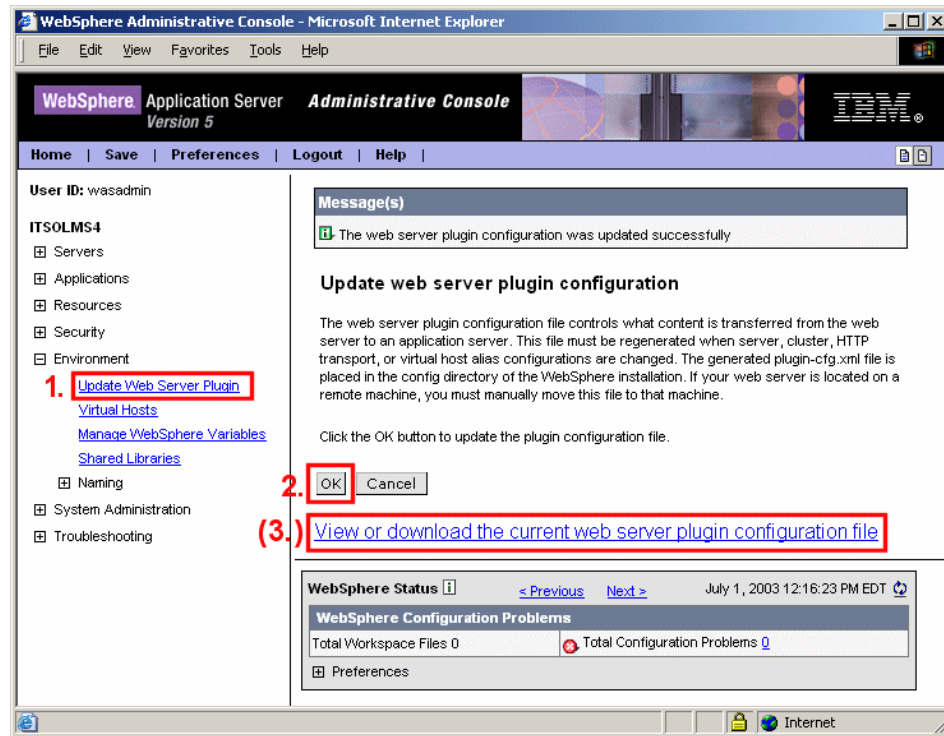 WebSphere Administrative Console - Microsoft Internet Explorer
File Edit View Favorites Tools Help
WebSphere. Application Server Administrative Console
Version 5
IBM®
Home | Save | Preferences | Logout | Help |
User ID: wasadmin
ITSOLMS4
Servers
Applications
Resources
Security
Environment
1. Update Web Server Plugin
Virtual Hosts
Manage WebSphere Variables
Shared Libraries
Naming
System Administration
Troubleshooting
Message(s)
The web server plugin configuration was updated successfully
Update web server plugin configuration
The web server plugin configuration file controls what content is transferred from the web
server to an application server. This file must be regenerated when server, cluster, HTTP
transport, or virtual host alias configurations are changed. The generated plugin-cfg.xml file is
placed in the config directory of the WebSphere installation. If your web server is located on a
remote machine, you must manually move this file to that machine.
Click the OK button to update the plugin configuration file.
2. OK Cancel
(3.) View or download the current web server plugin configuration file
WebSphere Status i < Previous Next > July 1, 2003 12:16:23 PM EDT
WebSphere Configuration Problems
Total Workspace Files 0 Total Configuration Problems 0
Preferences
Internet